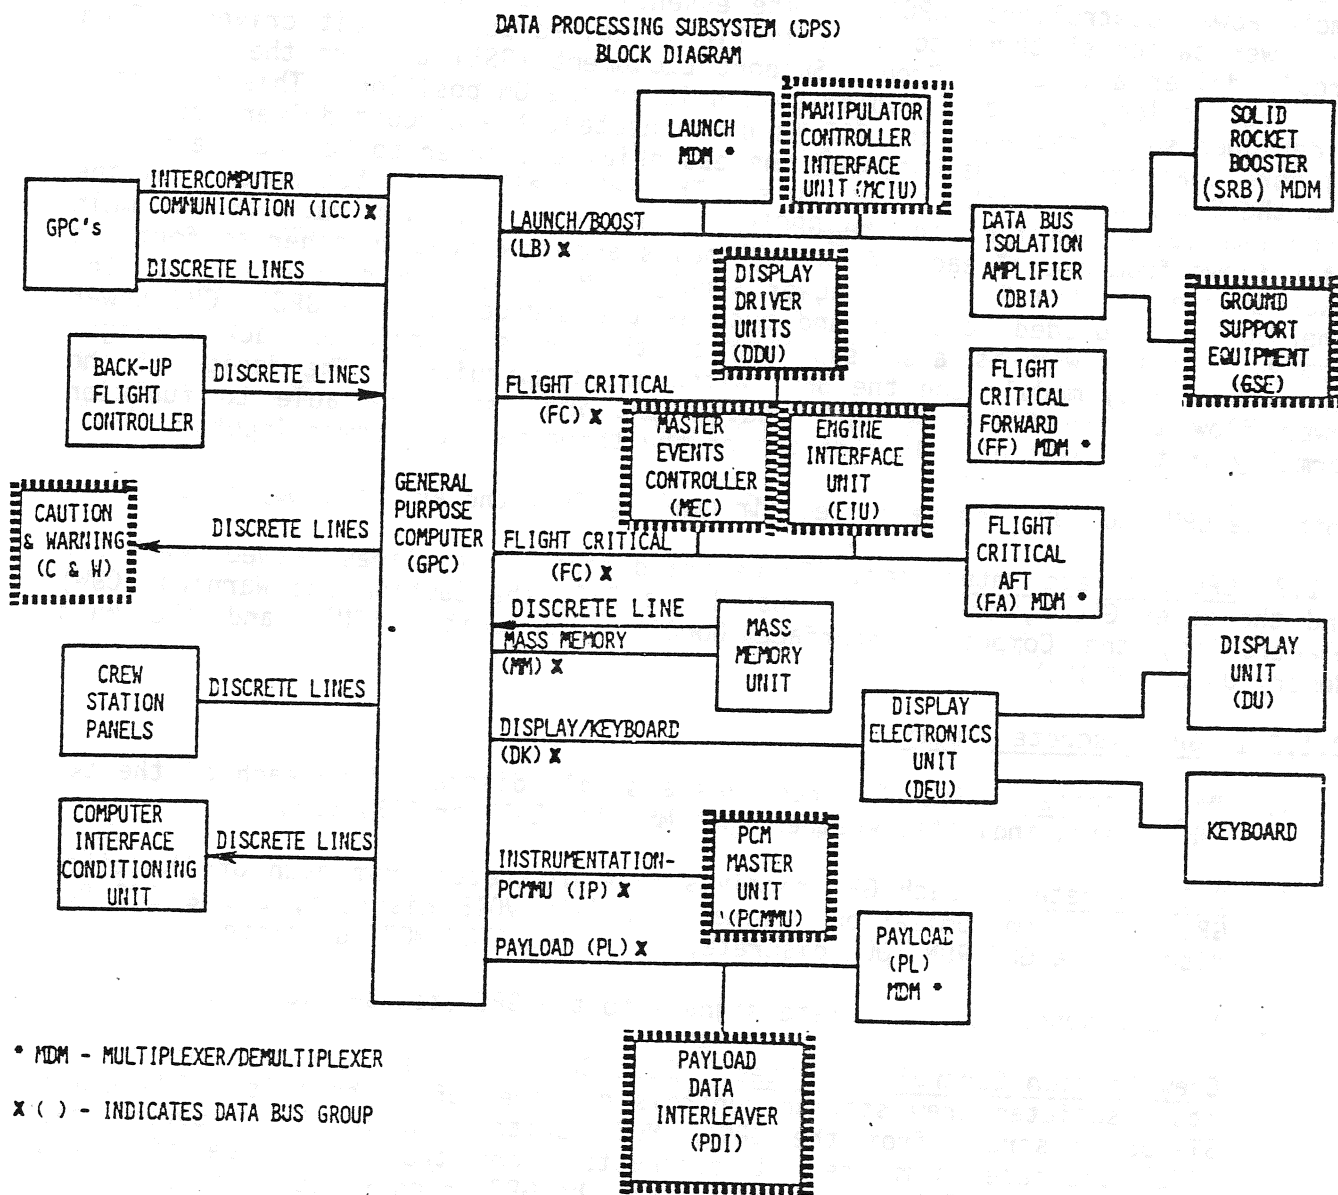 DATA PROCESSING SUBSYSTEM (DPS)
BLOCK DIAGRAM
LAUNCH
MDM *
MANIPULATOR
CONTROLLER
INTERFACE
UNIT (MCIU)
SOLID
ROCKET
BOOSTER
(SRB) MDM
GPC's
INTERCOMPUTER
COMMUNICATION (ICC) X
DISCRETE LINES
LAUNCH/BOOST
(LB) X
DATA BUS
ISOLATION
AMPLIFIER
(DBIA)
DISPLAY
DRIVER
UNITS
(DDU)
GROUND
SUPPORT
EQUIPMENT
(GSE)
BACK-UP
FLIGHT
CONTROLLER
DISCRETE LINES
FLIGHT CRITICAL
(FC) X
FLIGHT
CRITICAL
FORWARD
(FF) MDM *
MASTER
EVENTS
CONTROLLER
(MEC)
ENGINE
INTERFACE
UNIT
(EIU)
GENERAL
PURPOSE
COMPUTER
(GPC)
CAUTION
& WARNING
(C & W)
DISCRETE LINES
FLIGHT CRITICAL
(FC) X
FLIGHT
CRITICAL
AFT
(FA) MDM *
DISCRETE LINE
MASS MEMORY
(MM) X
MASS
MEMORY
UNIT
CREW
STATION
PANELS
DISCRETE LINES
DISPLAY/KEYBOARD
(DK) X
DISPLAY
ELECTRONICS
UNIT
(DEU)
DISPLAY
UNIT
(DU)
KEYBOARD
COMPUTER
INTERFACE
CONDITIONING
UNIT
DISCRETE LINES
INSTRUMENTATION-
PCMMU (IP) X
PCM
MASTER
UNIT
(PCMMU)
PAYLOAD (PL) X
PAYLOAD
(PL)
MDM *
PAYLOAD
DATA
INTERLEAVER
(PDI)
* MDM - MULTIPLEXER/DEMULTIPLEXER
X ( ) - INDICATES DATA BUS GROUP